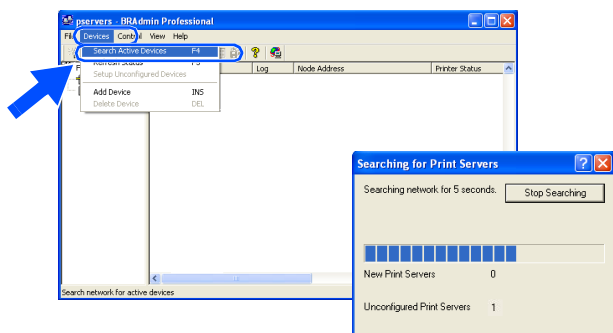 pservers - BRAdmin Professional
Devices Control View Help
Search Active Devices F4
Refresh Status F5
Setup Unconfigured Devices
Add Device INS
Delete Device DEL
Log Node Address Printer Status
Searching for Print Servers
Searching network for 5 seconds.
Stop Searching
New Print Servers 0
Unconfigured Print Servers 1
Search network for active devices